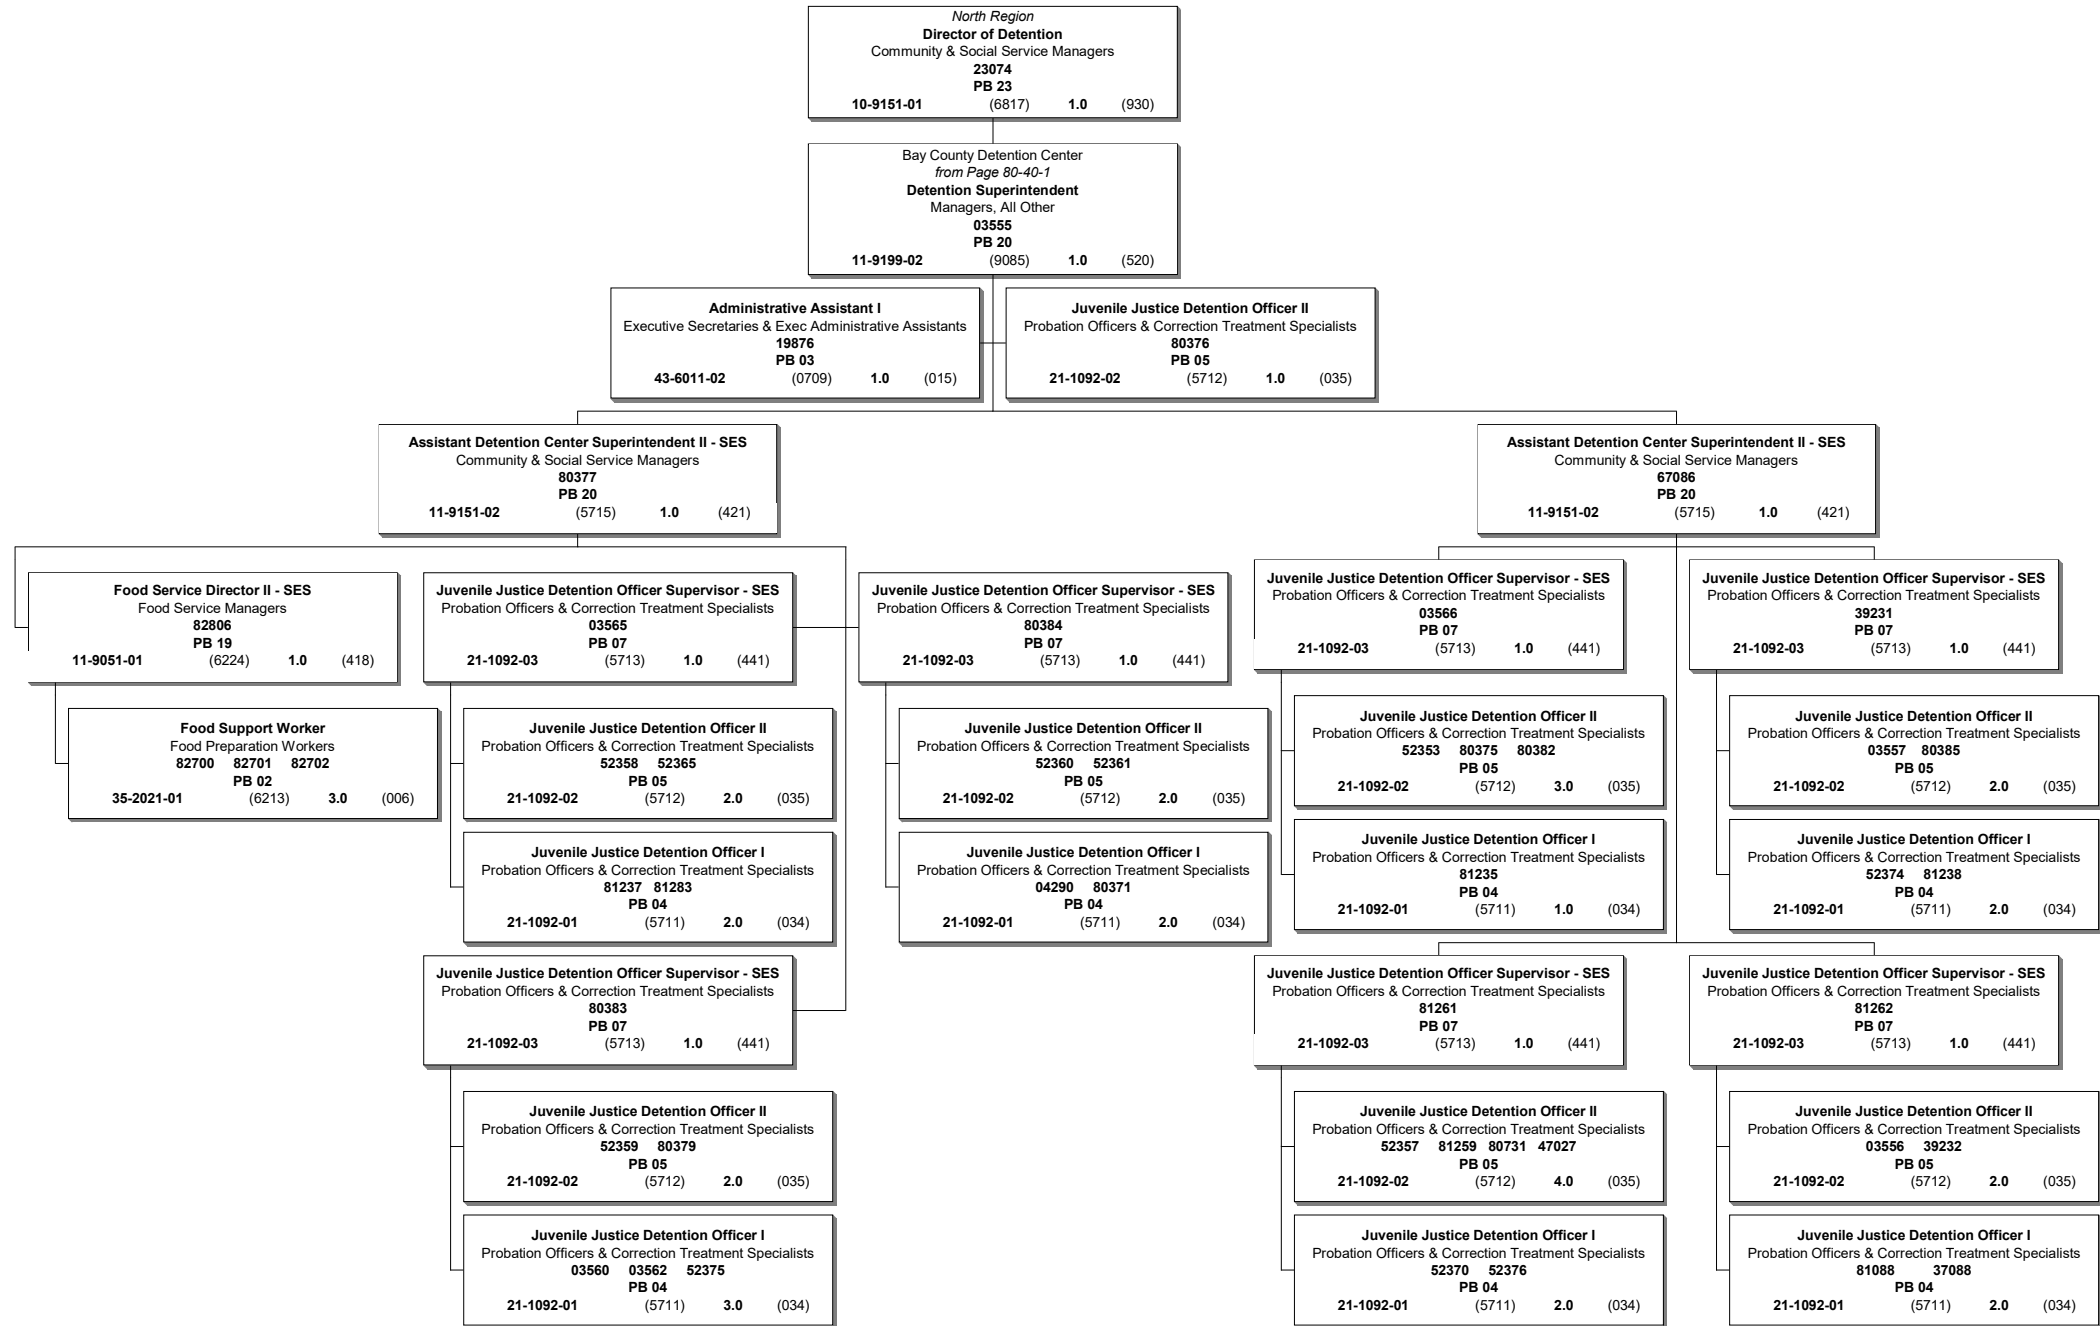 North Region
Director of Detention
Community & Social Service Managers
23074
PB 23
10-9151-01 (6817) 1.0 (930)
Bay County Detention Center
from Page 80-40-1
Detention Superintendent
Managers, All Other
03555
PB 20
11-9199-02 (9085) 1.0 (520)
Administrative Assistant I
Executive Secretaries & Exec Administrative Assistants
19876
PB 03
43-6011-02 (0709) 1.0 (015)
Juvenile Justice Detention Officer II
Probation Officers & Correction Treatment Specialists
80376
PB 05
21-1092-02 (5712) 1.0 (035)
Assistant Detention Center Superintendent II - SES
Community & Social Service Managers
80377
PB 20
11-9151-02 (5715) 1.0 (421)
Assistant Detention Center Superintendent II - SES
Community & Social Service Managers
67086
PB 20
11-9151-02 (5715) 1.0 (421)
Food Service Director II - SES
Food Service Managers
82806
PB 19
11-9051-01 (6224) 1.0 (418)
Food Support Worker
Food Preparation Workers
82700 82701 82702
PB 02
35-2021-01 (6213) 3.0 (006)
Juvenile Justice Detention Officer Supervisor - SES
Probation Officers & Correction Treatment Specialists
03565
PB 07
21-1092-03 (5713) 1.0 (441)
Juvenile Justice Detention Officer II
Probation Officers & Correction Treatment Specialists
52358 52365
PB 05
21-1092-02 (5712) 2.0 (035)
Juvenile Justice Detention Officer I
Probation Officers & Correction Treatment Specialists
81237 81283
PB 04
21-1092-01 (5711) 2.0 (034)
Juvenile Justice Detention Officer Supervisor - SES
Probation Officers & Correction Treatment Specialists
80383
PB 07
21-1092-03 (5713) 1.0 (441)
Juvenile Justice Detention Officer II
Probation Officers & Correction Treatment Specialists
52359 80379
PB 05
21-1092-02 (5712) 2.0 (035)
Juvenile Justice Detention Officer I
Probation Officers & Correction Treatment Specialists
03560 03562 52375
PB 04
21-1092-01 (5711) 3.0 (034)
Juvenile Justice Detention Officer Supervisor - SES
Probation Officers & Correction Treatment Specialists
80384
PB 07
21-1092-03 (5713) 1.0 (441)
Juvenile Justice Detention Officer II
Probation Officers & Correction Treatment Specialists
52360 52361
PB 05
21-1092-02 (5712) 2.0 (035)
Juvenile Justice Detention Officer I
Probation Officers & Correction Treatment Specialists
04290 80371
PB 04
21-1092-01 (5711) 2.0 (034)
Juvenile Justice Detention Officer Supervisor - SES
Probation Officers & Correction Treatment Specialists
03566
PB 07
21-1092-03 (5713) 1.0 (441)
Juvenile Justice Detention Officer II
Probation Officers & Correction Treatment Specialists
52353 80375 80382
PB 05
21-1092-02 (5712) 3.0 (035)
Juvenile Justice Detention Officer I
Probation Officers & Correction Treatment Specialists
81235
PB 04
21-1092-01 (5711) 1.0 (034)
Juvenile Justice Detention Officer Supervisor - SES
Probation Officers & Correction Treatment Specialists
39231
PB 07
21-1092-03 (5713) 1.0 (441)
Juvenile Justice Detention Officer II
Probation Officers & Correction Treatment Specialists
03557 80385
PB 05
21-1092-02 (5712) 2.0 (035)
Juvenile Justice Detention Officer I
Probation Officers & Correction Treatment Specialists
52374 81238
PB 04
21-1092-01 (5711) 2.0 (034)
Juvenile Justice Detention Officer Supervisor - SES
Probation Officers & Correction Treatment Specialists
81261
PB 07
21-1092-03 (5713) 1.0 (441)
Juvenile Justice Detention Officer II
Probation Officers & Correction Treatment Specialists
52357 81259 80731 47027
PB 05
21-1092-02 (5712) 4.0 (035)
Juvenile Justice Detention Officer I
Probation Officers & Correction Treatment Specialists
52370 52376
PB 04
21-1092-01 (5711) 2.0 (034)
Juvenile Justice Detention Officer Supervisor - SES
Probation Officers & Correction Treatment Specialists
81262
PB 07
21-1092-03 (5713) 1.0 (441)
Juvenile Justice Detention Officer II
Probation Officers & Correction Treatment Specialists
03556 39232
PB 05
21-1092-02 (5712) 2.0 (035)
Juvenile Justice Detention Officer I
Probation Officers & Correction Treatment Specialists
81088 37088
PB 04
21-1092-01 (5711) 2.0 (034)